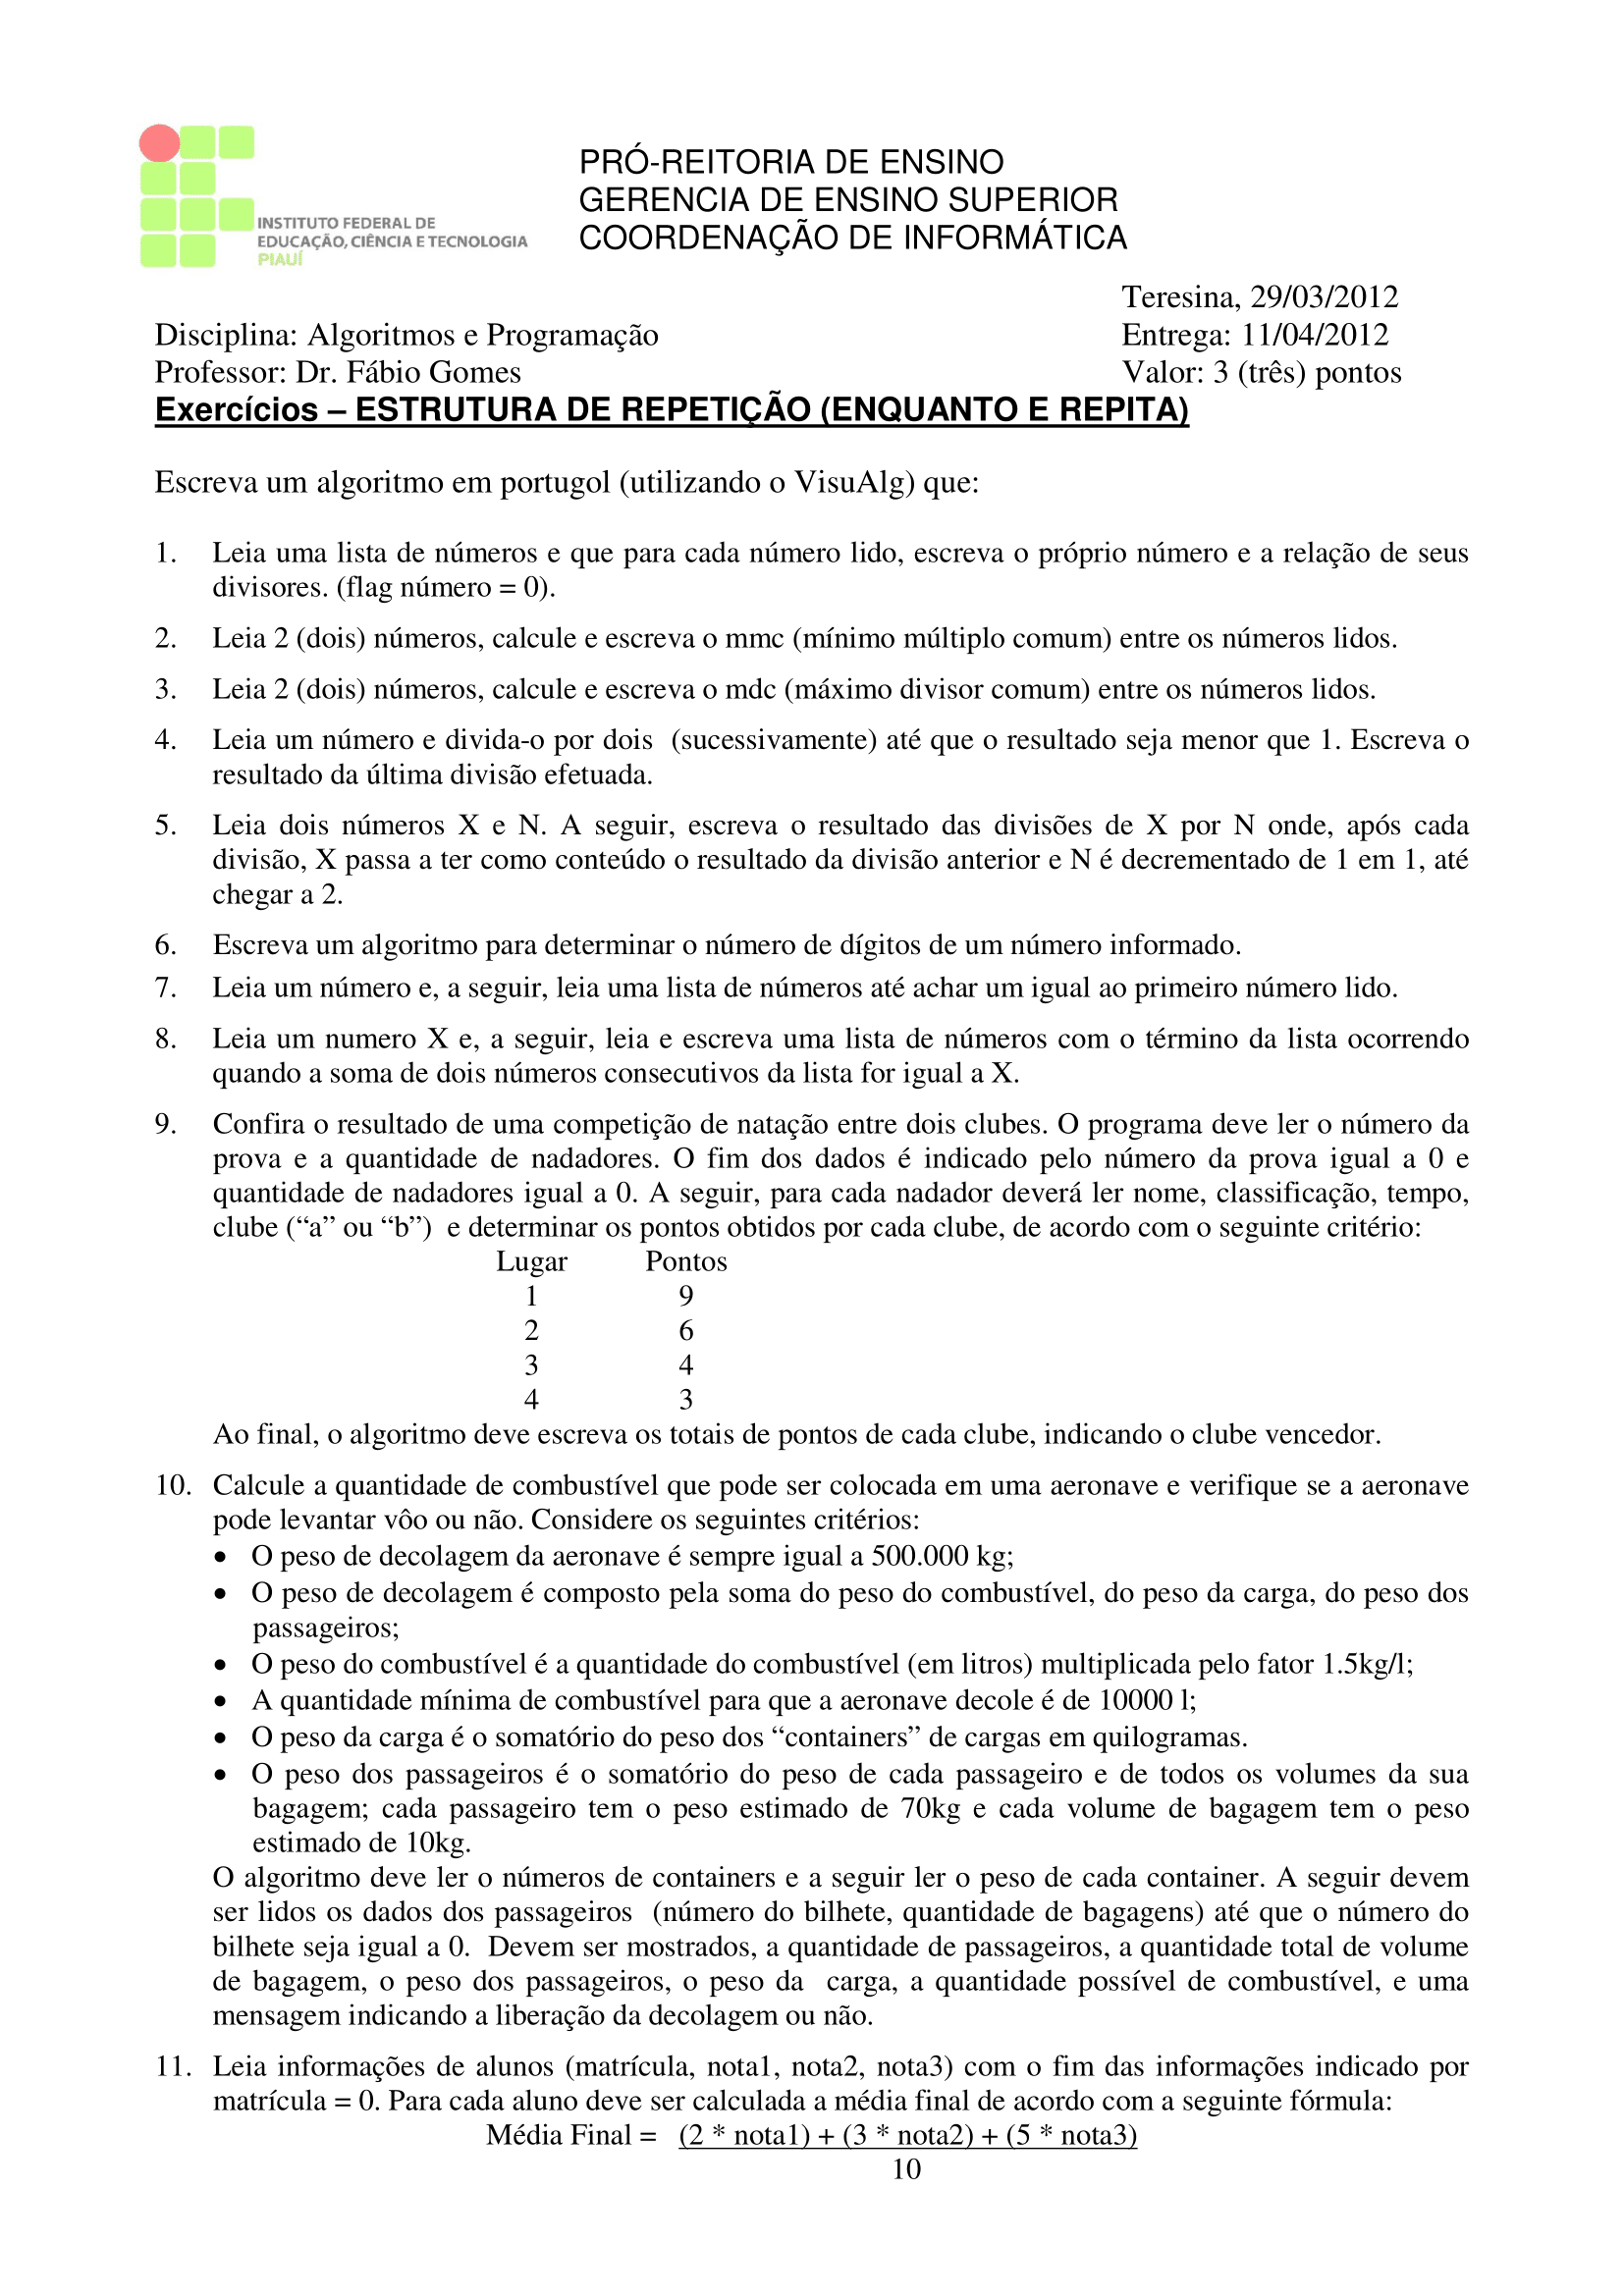 INSTITUTO FEDERAL DE
EDUCAÇÃO, CIÊNCIA E TECNOLOGIA
PIAUÍ
PRÓ-REITORIA DE ENSINO
GERENCIA DE ENSINO SUPERIOR
COORDENAÇÃO DE INFORMÁTICA
Teresina, 29/03/2012
Disciplina: Algoritmos e Programação Entrega: 11/04/2012
Professor: Dr. Fábio Gomes Valor: 3 (três) pontos
Exercícios – ESTRUTURA DE REPETIÇÃO (ENQUANTO E REPITA)
Escreva um algoritmo em portugol (utilizando o VisuAlg) que:
1. Leia uma lista de números e que para cada número lido, escreva o próprio número e a relação de seus
divisores. (flag número = 0).
2. Leia 2 (dois) números, calcule e escreva o mmc (mínimo múltiplo comum) entre os números lidos.
3. Leia 2 (dois) números, calcule e escreva o mdc (máximo divisor comum) entre os números lidos.
4. Leia um número e divida-o por dois (sucessivamente) até que o resultado seja menor que 1. Escreva o
resultado da última divisão efetuada.
5. Leia dois números X e N. A seguir, escreva o resultado das divisões de X por N onde, após cada
divisão, X passa a ter como conteúdo o resultado da divisão anterior e N é decrementado de 1 em 1, até
chegar a 2.
6. Escreva um algoritmo para determinar o número de dígitos de um número informado.
7. Leia um número e, a seguir, leia uma lista de números até achar um igual ao primeiro número lido.
8. Leia um numero X e, a seguir, leia e escreva uma lista de números com o término da lista ocorrendo
quando a soma de dois números consecutivos da lista for igual a X.
9. Confira o resultado de uma competição de natação entre dois clubes. O programa deve ler o número da
prova e a quantidade de nadadores. O fim dos dados é indicado pelo número da prova igual a 0 e
quantidade de nadadores igual a 0. A seguir, para cada nadador deverá ler nome, classificação, tempo,
clube (“a” ou “b”) e determinar os pontos obtidos por cada clube, de acordo com o seguinte critério:
Lugar Pontos
1 9
2 6
3 4
4 3
Ao final, o algoritmo deve escreva os totais de pontos de cada clube, indicando o clube vencedor.
10. Calcule a quantidade de combustível que pode ser colocada em uma aeronave e verifique se a aeronave
pode levantar vôo ou não. Considere os seguintes critérios:
• O peso de decolagem da aeronave é sempre igual a 500.000 kg;
• O peso de decolagem é composto pela soma do peso do combustível, do peso da carga, do peso dos
passageiros;
• O peso do combustível é a quantidade do combustível (em litros) multiplicada pelo fator 1.5kg/l;
• A quantidade mínima de combustível para que a aeronave decole é de 10000 l;
• O peso da carga é o somatório do peso dos “containers” de cargas em quilogramas.
• O peso dos passageiros é o somatório do peso de cada passageiro e de todos os volumes da sua
bagagem; cada passageiro tem o peso estimado de 70kg e cada volume de bagagem tem o peso
estimado de 10kg.
O algoritmo deve ler o números de containers e a seguir ler o peso de cada container. A seguir devem
ser lidos os dados dos passageiros (número do bilhete, quantidade de bagagens) até que o número do
bilhete seja igual a 0. Devem ser mostrados, a quantidade de passageiros, a quantidade total de volume
de bagagem, o peso dos passageiros, o peso da carga, a quantidade possível de combustível, e uma
mensagem indicando a liberação da decolagem ou não.
11. Leia informações de alunos (matrícula, nota1, nota2, nota3) com o fim das informações indicado por
matrícula = 0. Para cada aluno deve ser calculada a média final de acordo com a seguinte fórmula:
Média Final = (2 * nota1) + (3 * nota2) + (5 * nota3)
10